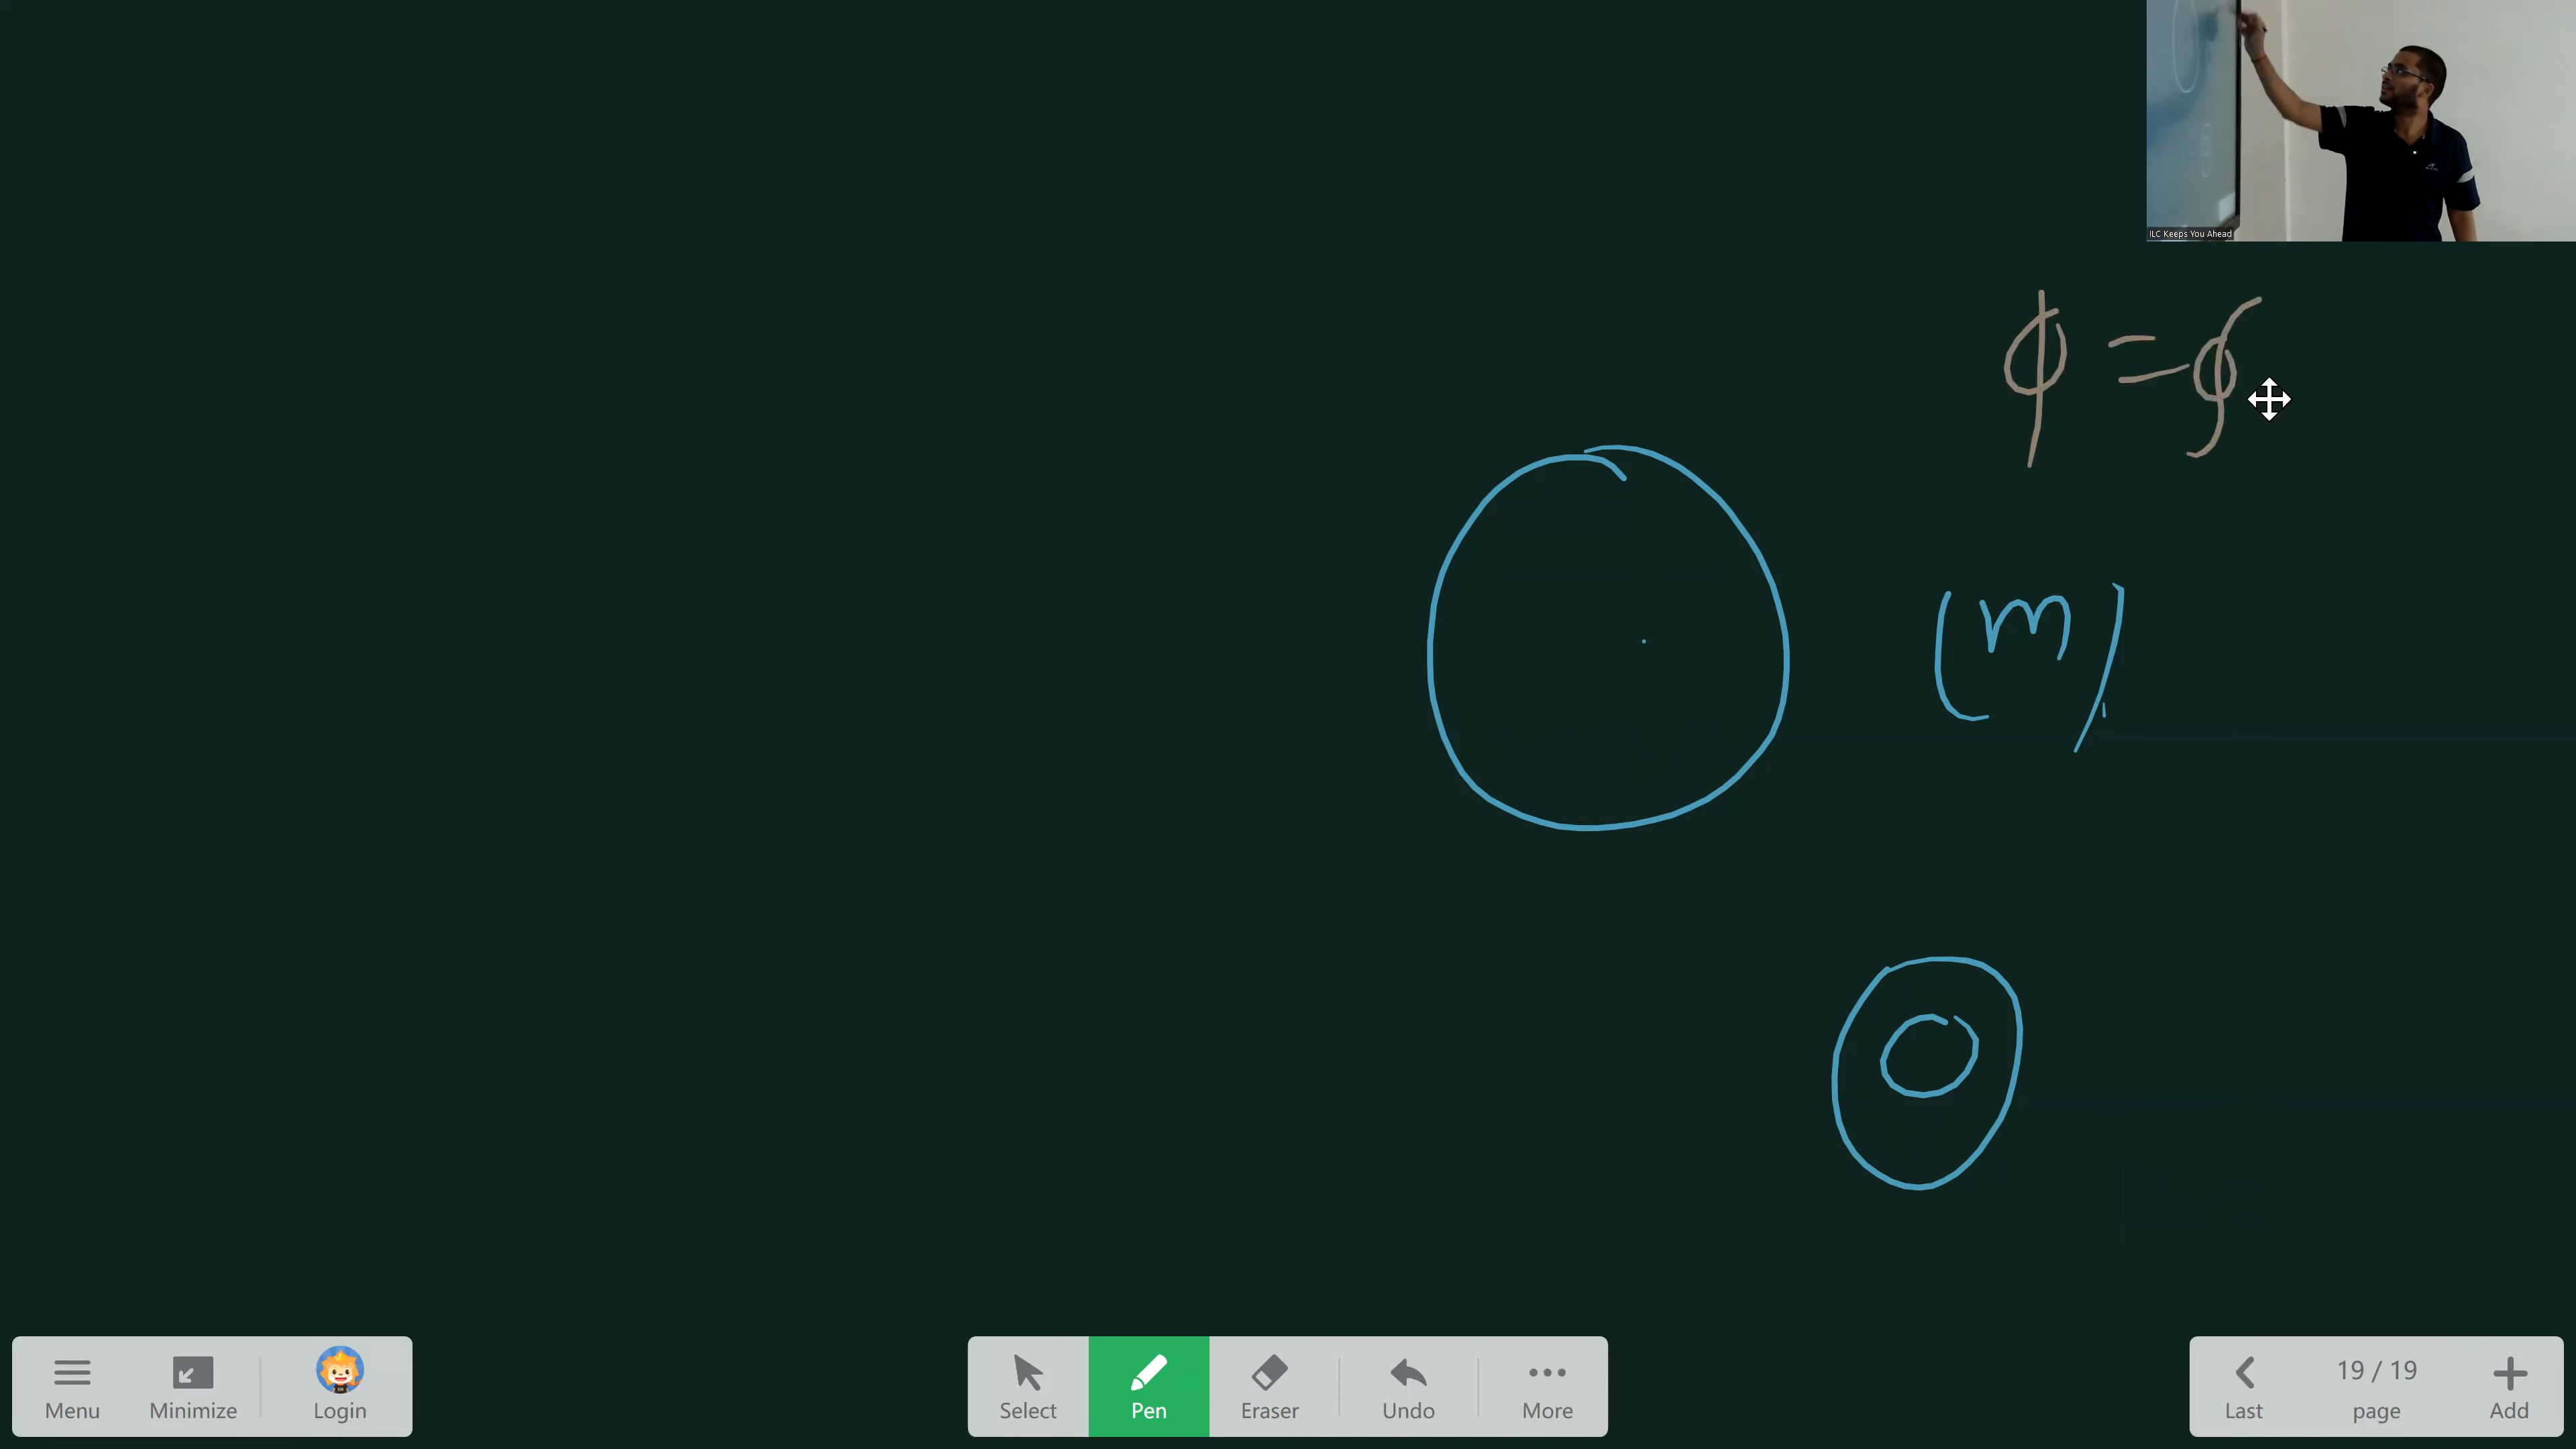 ILC Keeps You Ahead
ϕ = ∮
(m)
Menu Minimize Login Select Pen Eraser Undo More Last 19 / 19 page Add